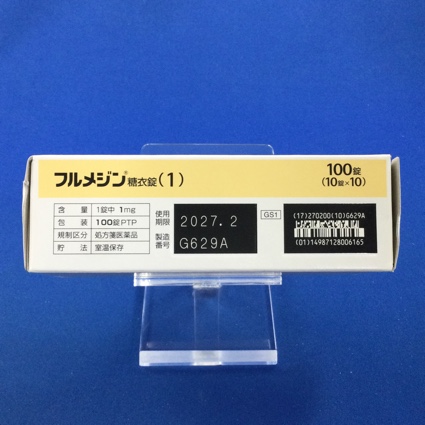 フルメジン®糖衣錠(1)
100錠
(10錠×10)
含 量 1錠中 1mg
包 装 100錠PTP
規制区分 処方箋医薬品
貯 法 室温保存
使用期限 2027.2
製造番号 G629A
GS1
(17)270200(10)G629A
(01)14987128006165